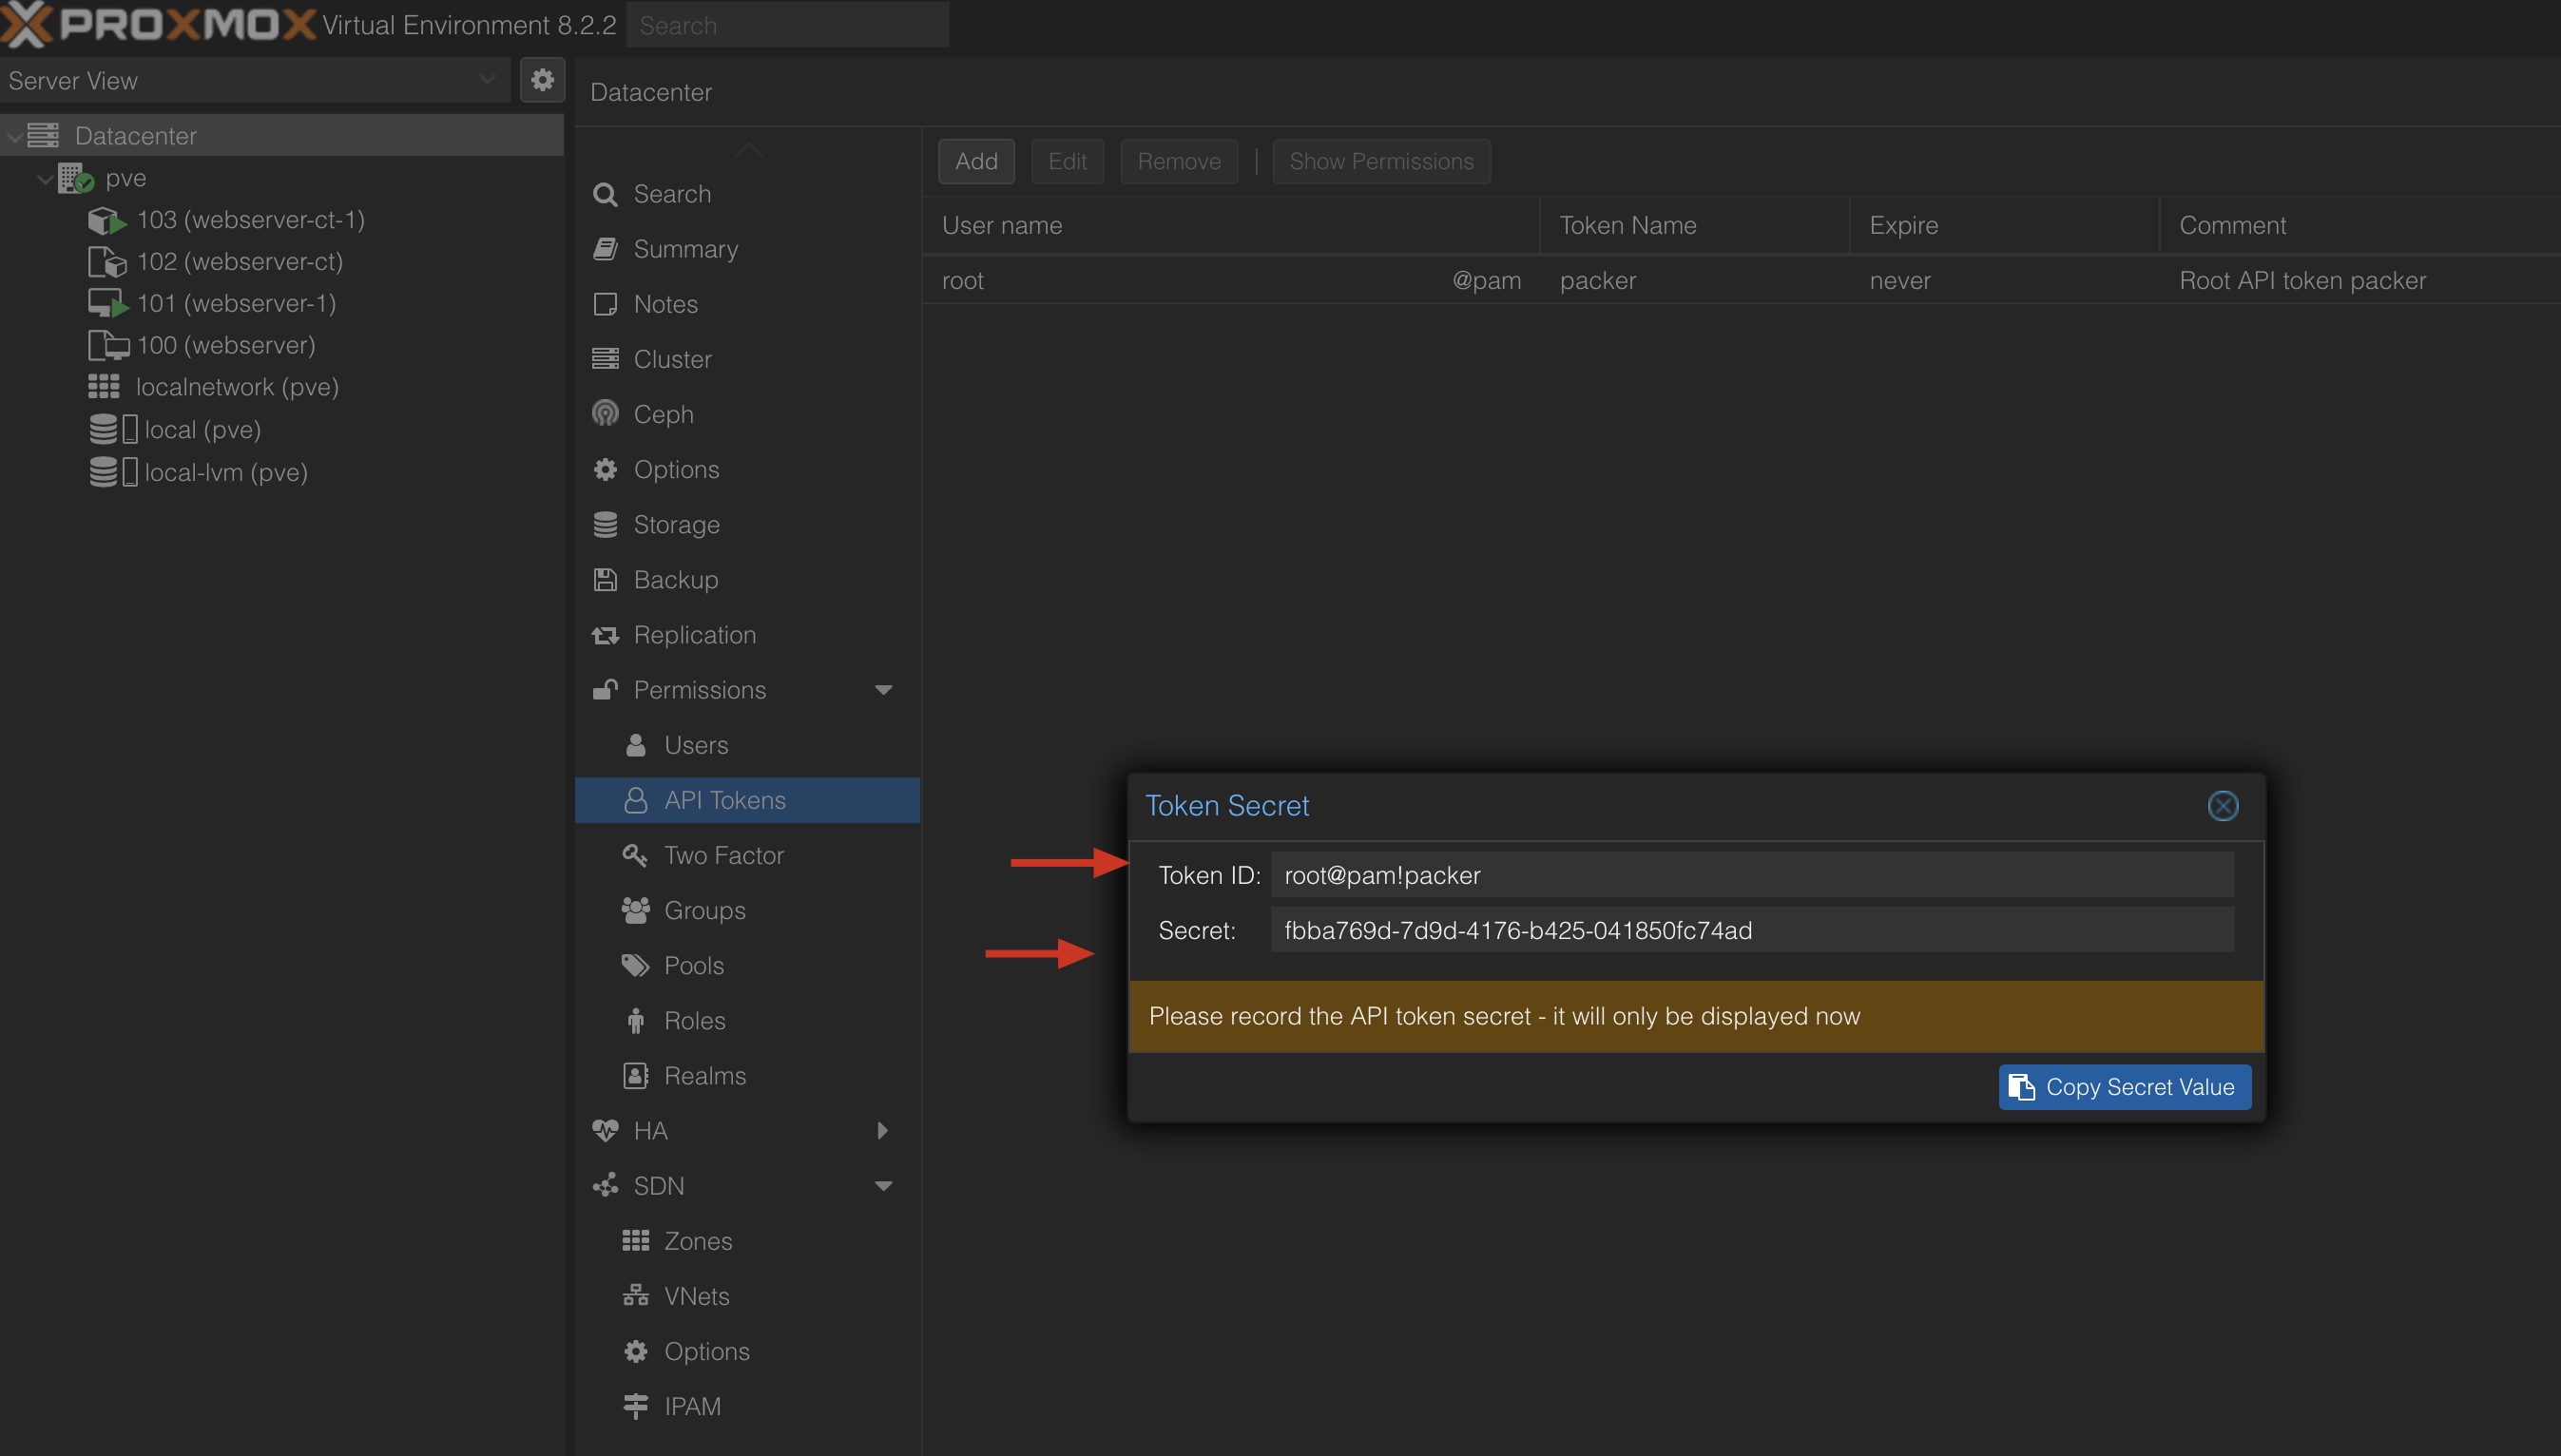 PROXMOX Virtual Environment 8.2.2 Search
Server View
Datacenter
pve
103 (webserver-ct-1)
102 (webserver-ct)
101 (webserver-1)
100 (webserver)
localnetwork (pve)
local (pve)
local-lvm (pve)
Datacenter
Search
Summary
Notes
Cluster
Ceph
Options
Storage
Backup
Replication
Permissions
Users
API Tokens
Two Factor
Groups
Pools
Roles
Realms
HA
SDN
Zones
VNets
Options
IPAM
Add Edit Remove Show Permissions
User name Token Name Expire Comment
root @pam packer never Root API token packer
Token Secret
Token ID: root@pam!packer
Secret: fbba769d-7d9d-4176-b425-041850fc74ad
Please record the API token secret - it will only be displayed now
Copy Secret Value